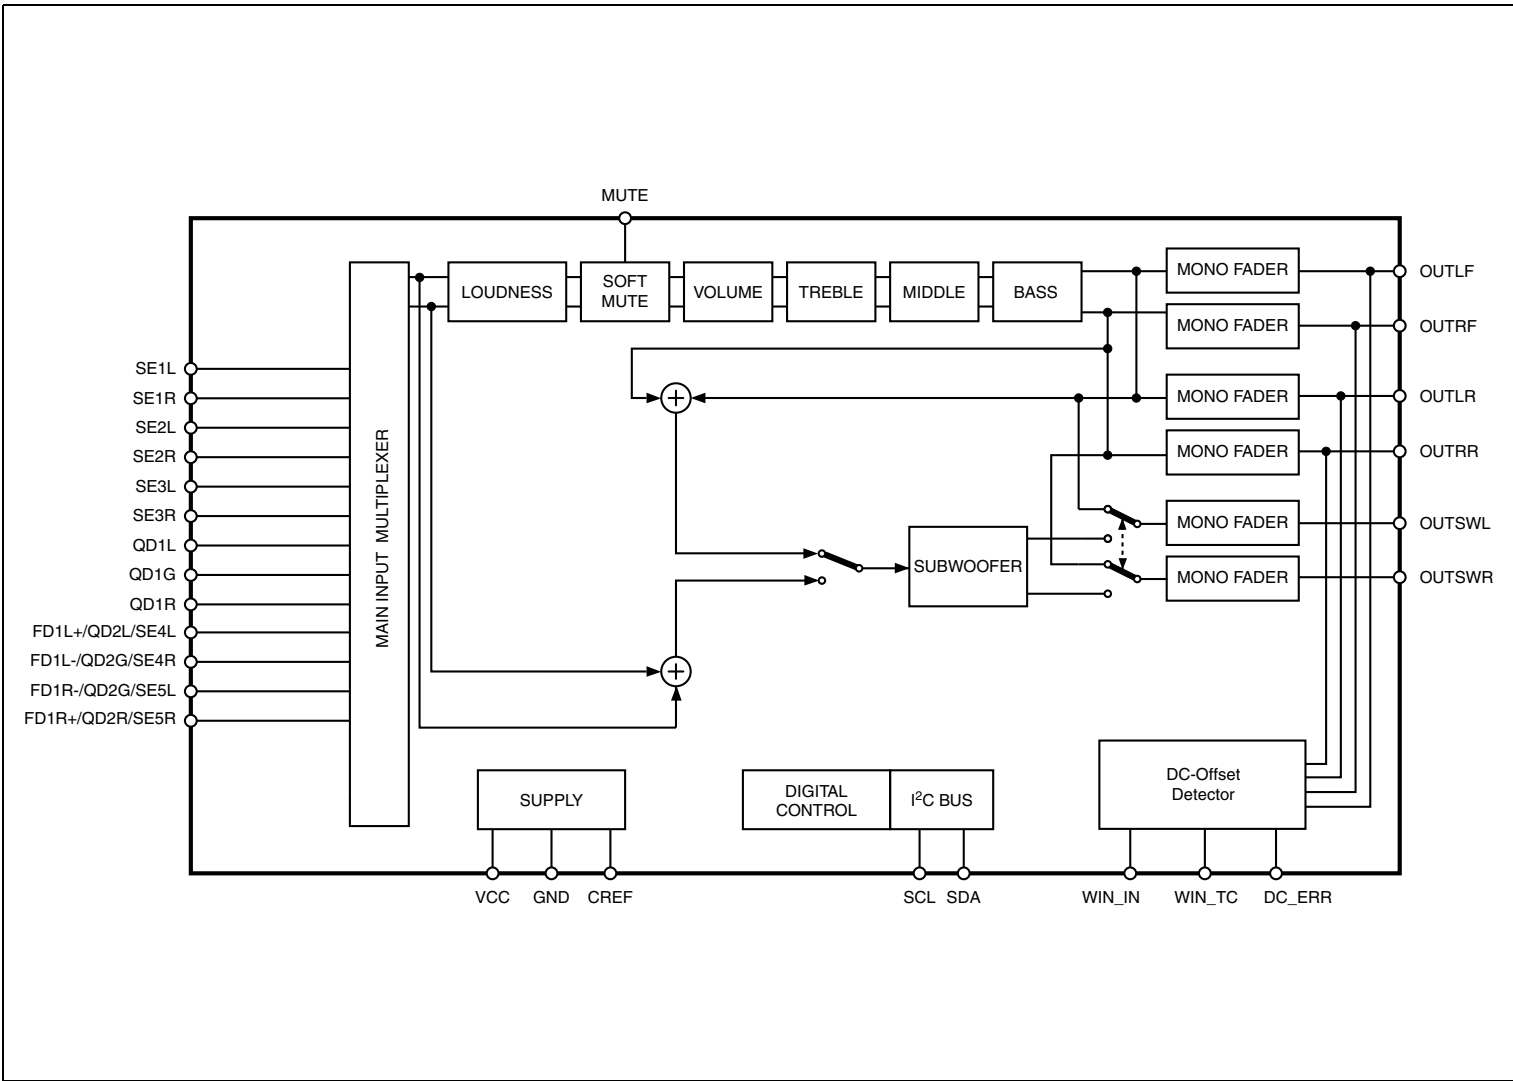 MUTE
LOUDNESS
SOFT
MUTE
VOLUME
TREBLE
MIDDLE
BASS
MONO FADER
OUTLF
MONO FADER
OUTRF
MONO FADER
OUTLR
MONO FADER
OUTRR
MONO FADER
OUTSWL
MONO FADER
OUTSWR
SUBWOOFER
MAIN INPUT MULTIPLEXER
SE1L
SE1R
SE2L
SE2R
SE3L
SE3R
QD1L
QD1G
QD1R
FD1L+/QD2L/SE4L
FD1L-/QD2G/SE4R
FD1R-/QD2G/SE5L
FD1R+/QD2R/SE5R
SUPPLY
DIGITAL
CONTROL
I²C BUS
DC-Offset
Detector
VCC
GND
CREF
SCL
SDA
WIN_IN
WIN_TC
DC_ERR